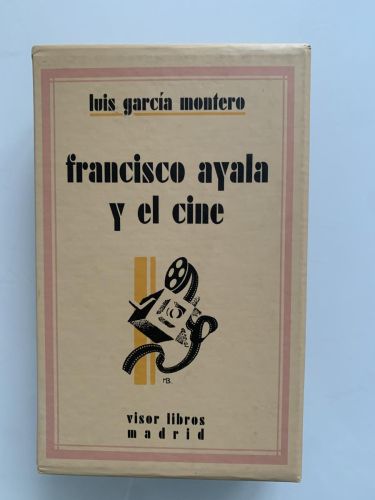 luis garcía montero
francisco ayala
y el cine
MB
visor libros
madrid